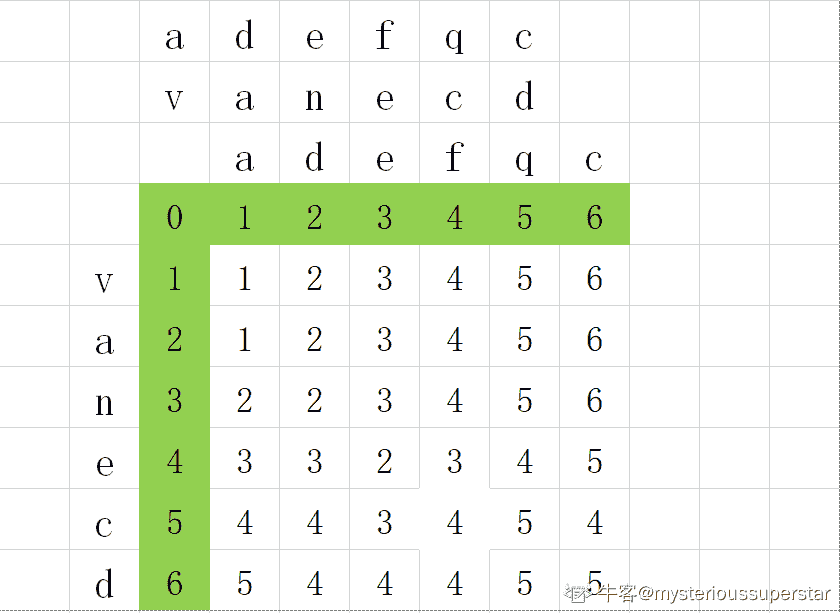 a d e f q c
v a n e c d
a d e f q c
0 1 2 3 4 5 6
v 1 1 2 3 4 5 6
a 2 1 2 3 4 5 6
n 3 2 2 3 4 5 6
e 4 3 3 2 3 4 5
c 5 4 4 3 4 5 4
d 6 5 4 4 4 5 5
牛客@mysterioussuperstar